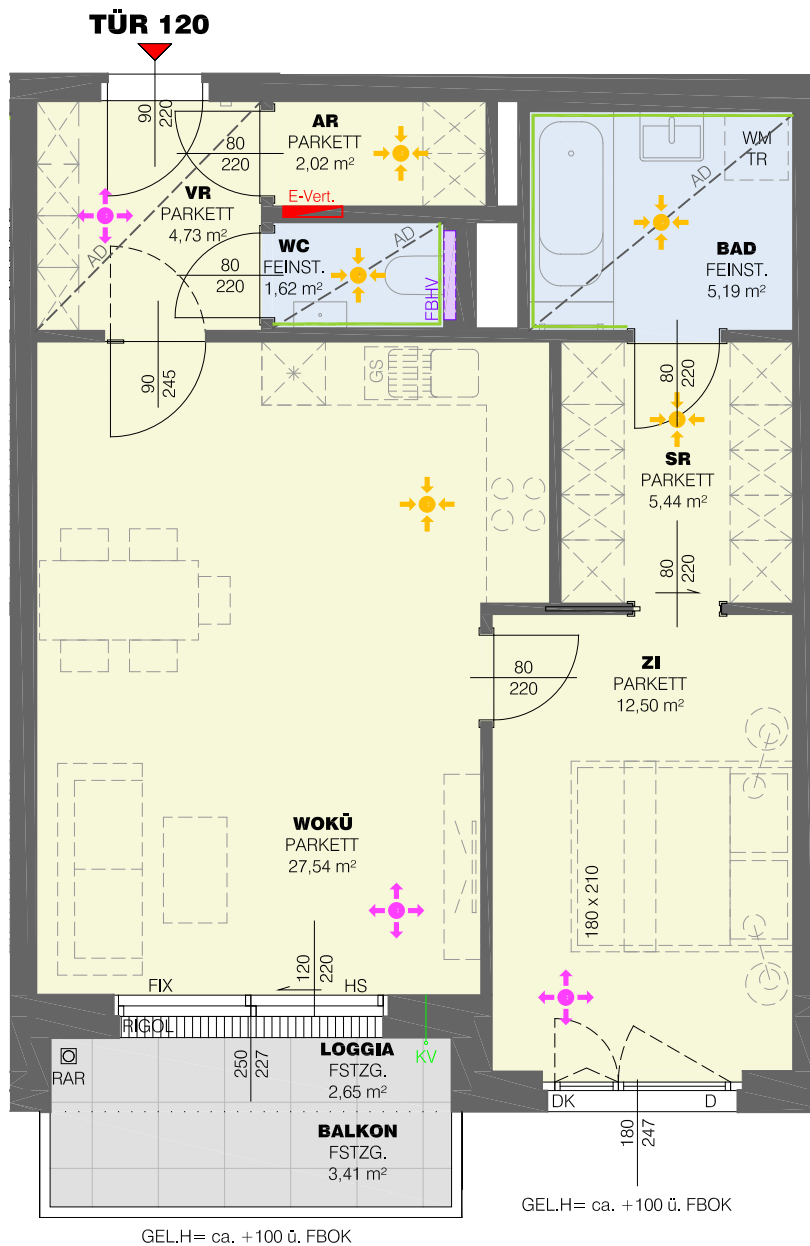 TÜR 120
90
220
AR
PARKETT
2,02 m²
80
220
E-Vert.
VR
PARKETT
4,73 m²
AD
WC
FEINST.
1,62 m²
AD
80
220
FBHV
WM
TR
AD
BAD
FEINST.
5,19 m²
90
245
GS
80
220
SR
PARKETT
5,44 m²
80
220
80
220
ZI
PARKETT
12,50 m²
WOKÜ
PARKETT
27,54 m²
180 x 210
120
220
FIX
HS
RIGOL
KV
RAR
250
227
LOGGIA
FSTZG.
2,65 m²
BALKON
FSTZG.
3,41 m²
DK
D
180
247
GEL.H= ca. +100 ü. FBOK
GEL.H= ca. +100 ü. FBOK